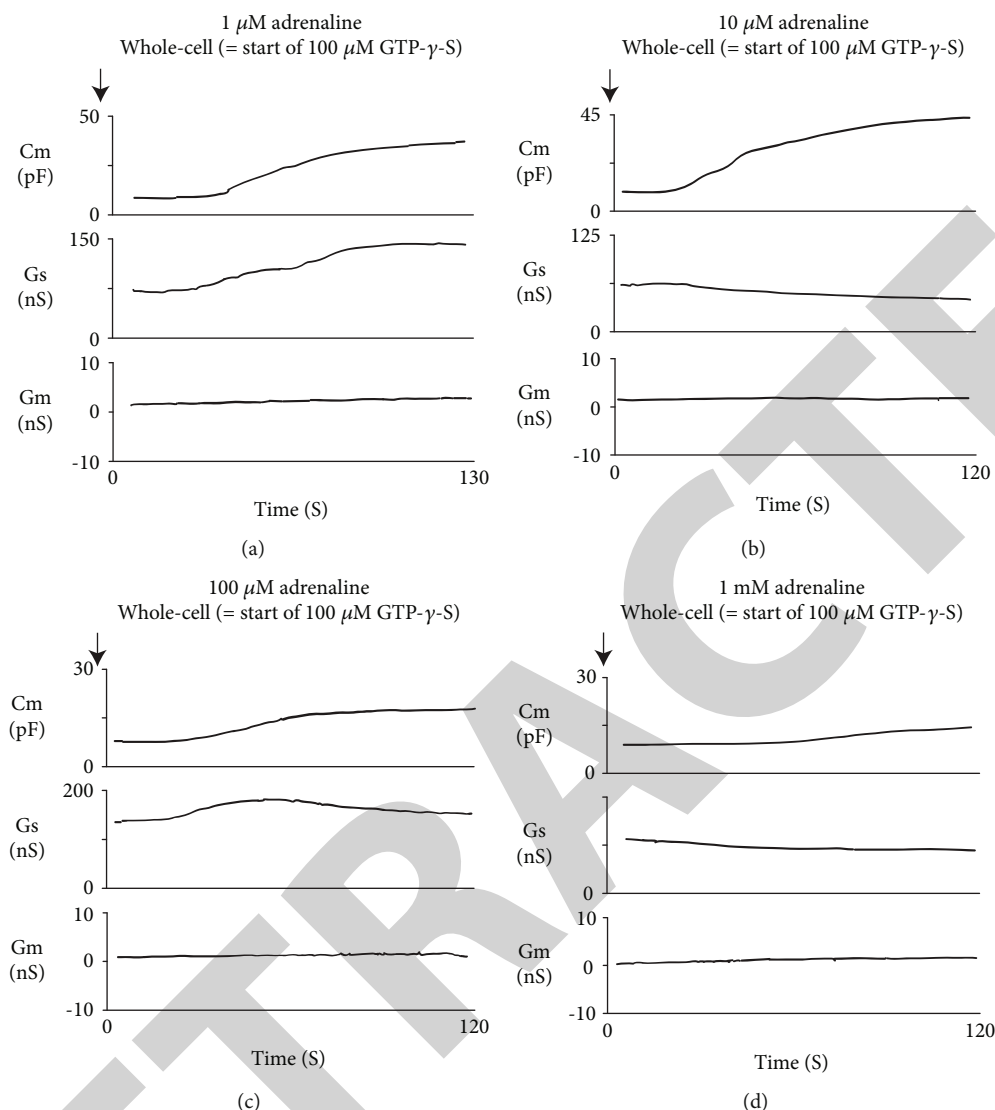 1 μM adrenaline
Whole-cell (= start of 100 μM GTP-γ-S)
50
Cm
(pF)
0
150
Gs
(nS)
0
10
Gm
(nS)
0
-10
0
130
Time (S)
(a)
10 μM adrenaline
Whole-cell (= start of 100 μM GTP-γ-S)
45
Cm
(pF)
0
125
Gs
(nS)
0
10
Gm
(nS)
0
-10
0
120
Time (S)
(b)
100 μM adrenaline
Whole-cell (= start of 100 μM GTP-γ-S)
30
Cm
(pF)
0
200
Gs
(nS)
0
10
Gm
(nS)
0
-10
0
120
Time (S)
(c)
1 mM adrenaline
Whole-cell (= start of 100 μM GTP-γ-S)
30
Cm
(pF)
0
Gs
(nS)
0
10
Gm
(nS)
0
-10
0
120
Time (S)
(d)
TRACTE